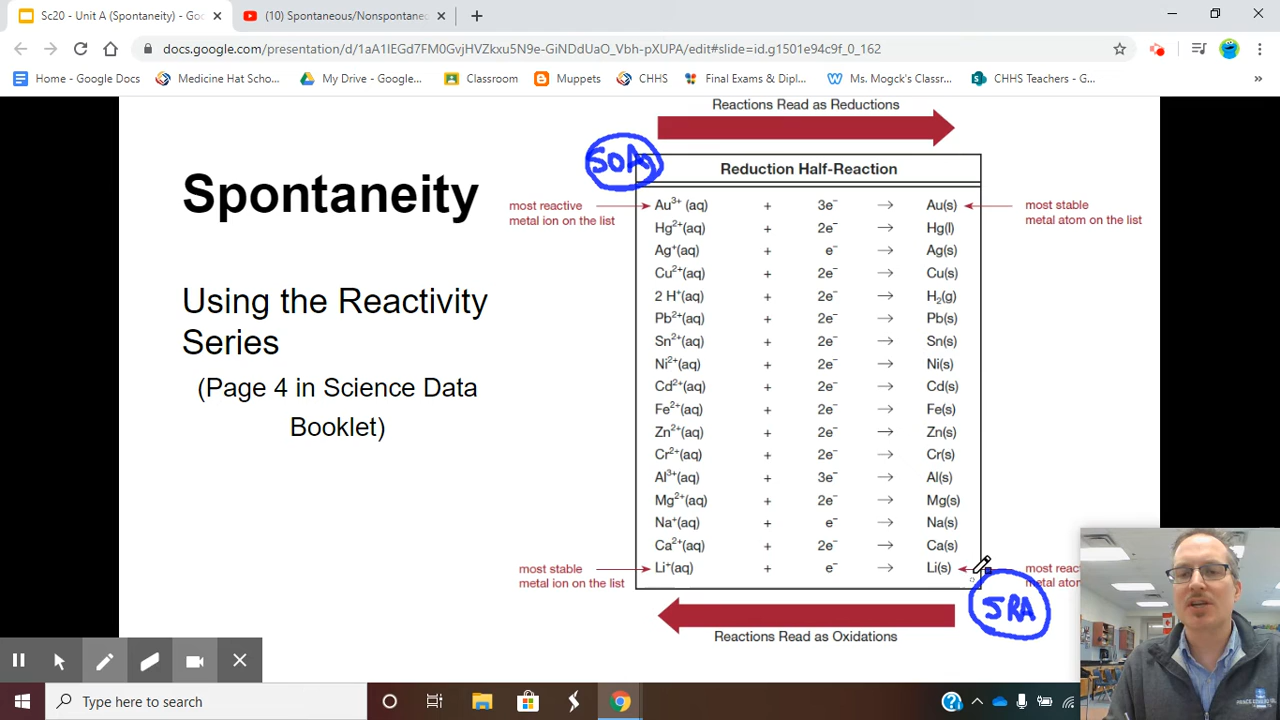 Sc20 - Unit A (Spontaneity) - Goo
(10) Spontaneous/Nonspontane
docs.google.com/presentation/d/1aA1IEGd7FM0GvjHVZkxu5N9e-GiNDdUaO_Vbh-pXUPA/edit#slide=id.g1501e94c9f_0_162
Home - Google Docs
Medicine Hat Scho...
My Drive - Google...
Classroom
Muppets
CHHS
Final Exams & Dipl...
Ms. Mogck's Classr...
CHHS Teachers - G...
»
Reactions Read as Reductions
SOA
Spontaneity
Using the Reactivity
Series
(Page 4 in Science Data
Booklet)
Reduction Half-Reaction
most reactive
metal ion on the list
most stable
metal atom on the list
Au³⁺ (aq) + 3e⁻ → Au(s)
Hg²⁺(aq) + 2e⁻ → Hg(l)
Ag⁺(aq) + e⁻ → Ag(s)
Cu²⁺(aq) + 2e⁻ → Cu(s)
2 H⁺(aq) + 2e⁻ → H₂(g)
Pb²⁺(aq) + 2e⁻ → Pb(s)
Sn²⁺(aq) + 2e⁻ → Sn(s)
Ni²⁺(aq) + 2e⁻ → Ni(s)
Cd²⁺(aq) + 2e⁻ → Cd(s)
Fe²⁺(aq) + 2e⁻ → Fe(s)
Zn²⁺(aq) + 2e⁻ → Zn(s)
Cr²⁺(aq) + 2e⁻ → Cr(s)
Al³⁺(aq) + 3e⁻ → Al(s)
Mg²⁺(aq) + 2e⁻ → Mg(s)
Na⁺(aq) + e⁻ → Na(s)
Ca²⁺(aq) + 2e⁻ → Ca(s)
Li⁺(aq) + e⁻ → Li(s)
most stable
metal ion on the list
most reac
metal ato
SRA
Reactions Read as Oxidations
Type here to search